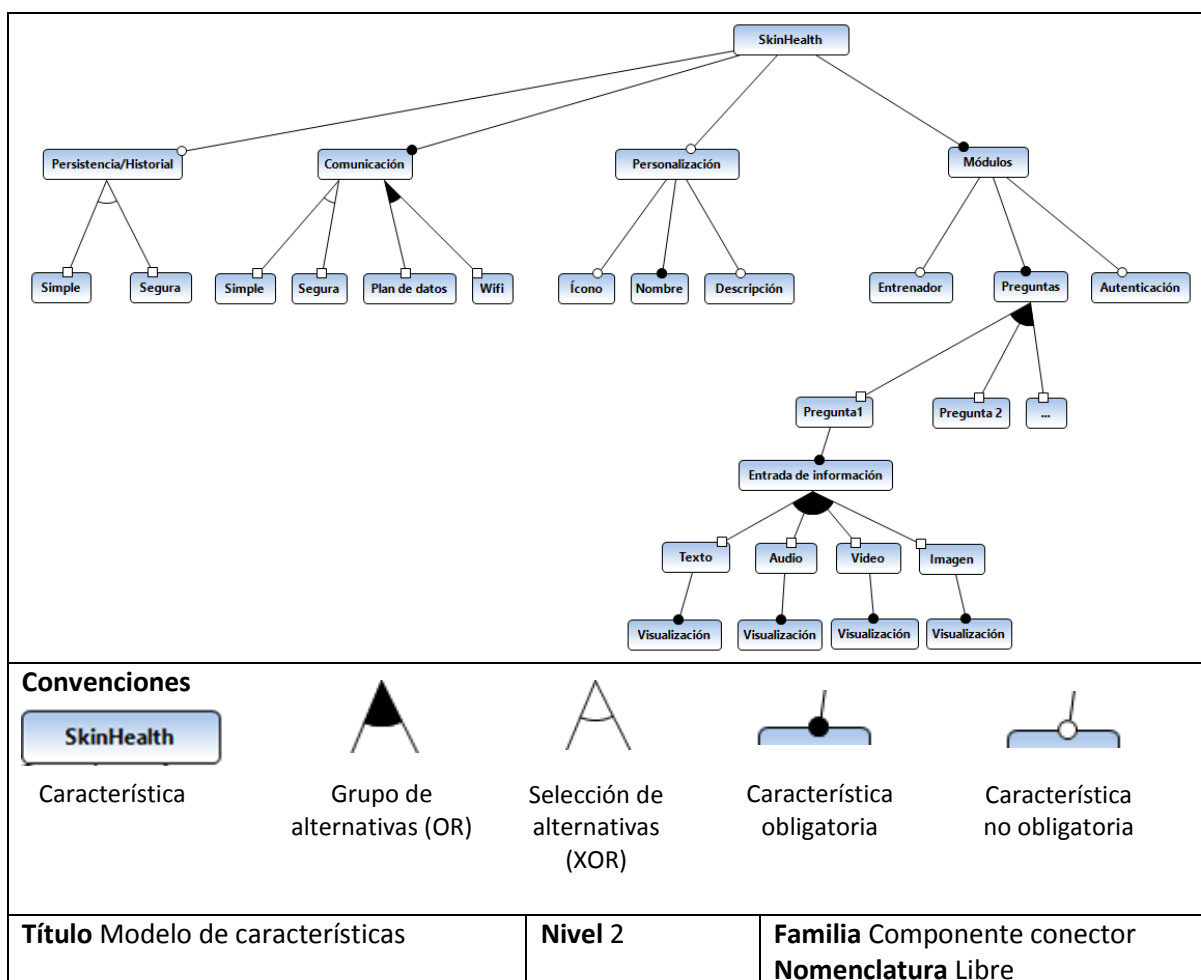 SkinHealth
Persistencia/Historial
Comunicación
Personalización
Módulos
Simple
Segura
Simple
Segura
Plan de datos
Wifi
Ícono
Nombre
Descripción
Entrenador
Preguntas
Autenticación
Pregunta1
Pregunta 2
...
Entrada de información
Texto
Audio
Video
Imagen
Visualización
Visualización
Visualización
Visualización
Convenciones
SkinHealth
Característica
Grupo de
alternativas (OR)
Selección de
alternativas
(XOR)
Característica
obligatoria
Característica
no obligatoria
Título Modelo de características
Nivel 2
Familia Componente conector
Nomenclatura Libre